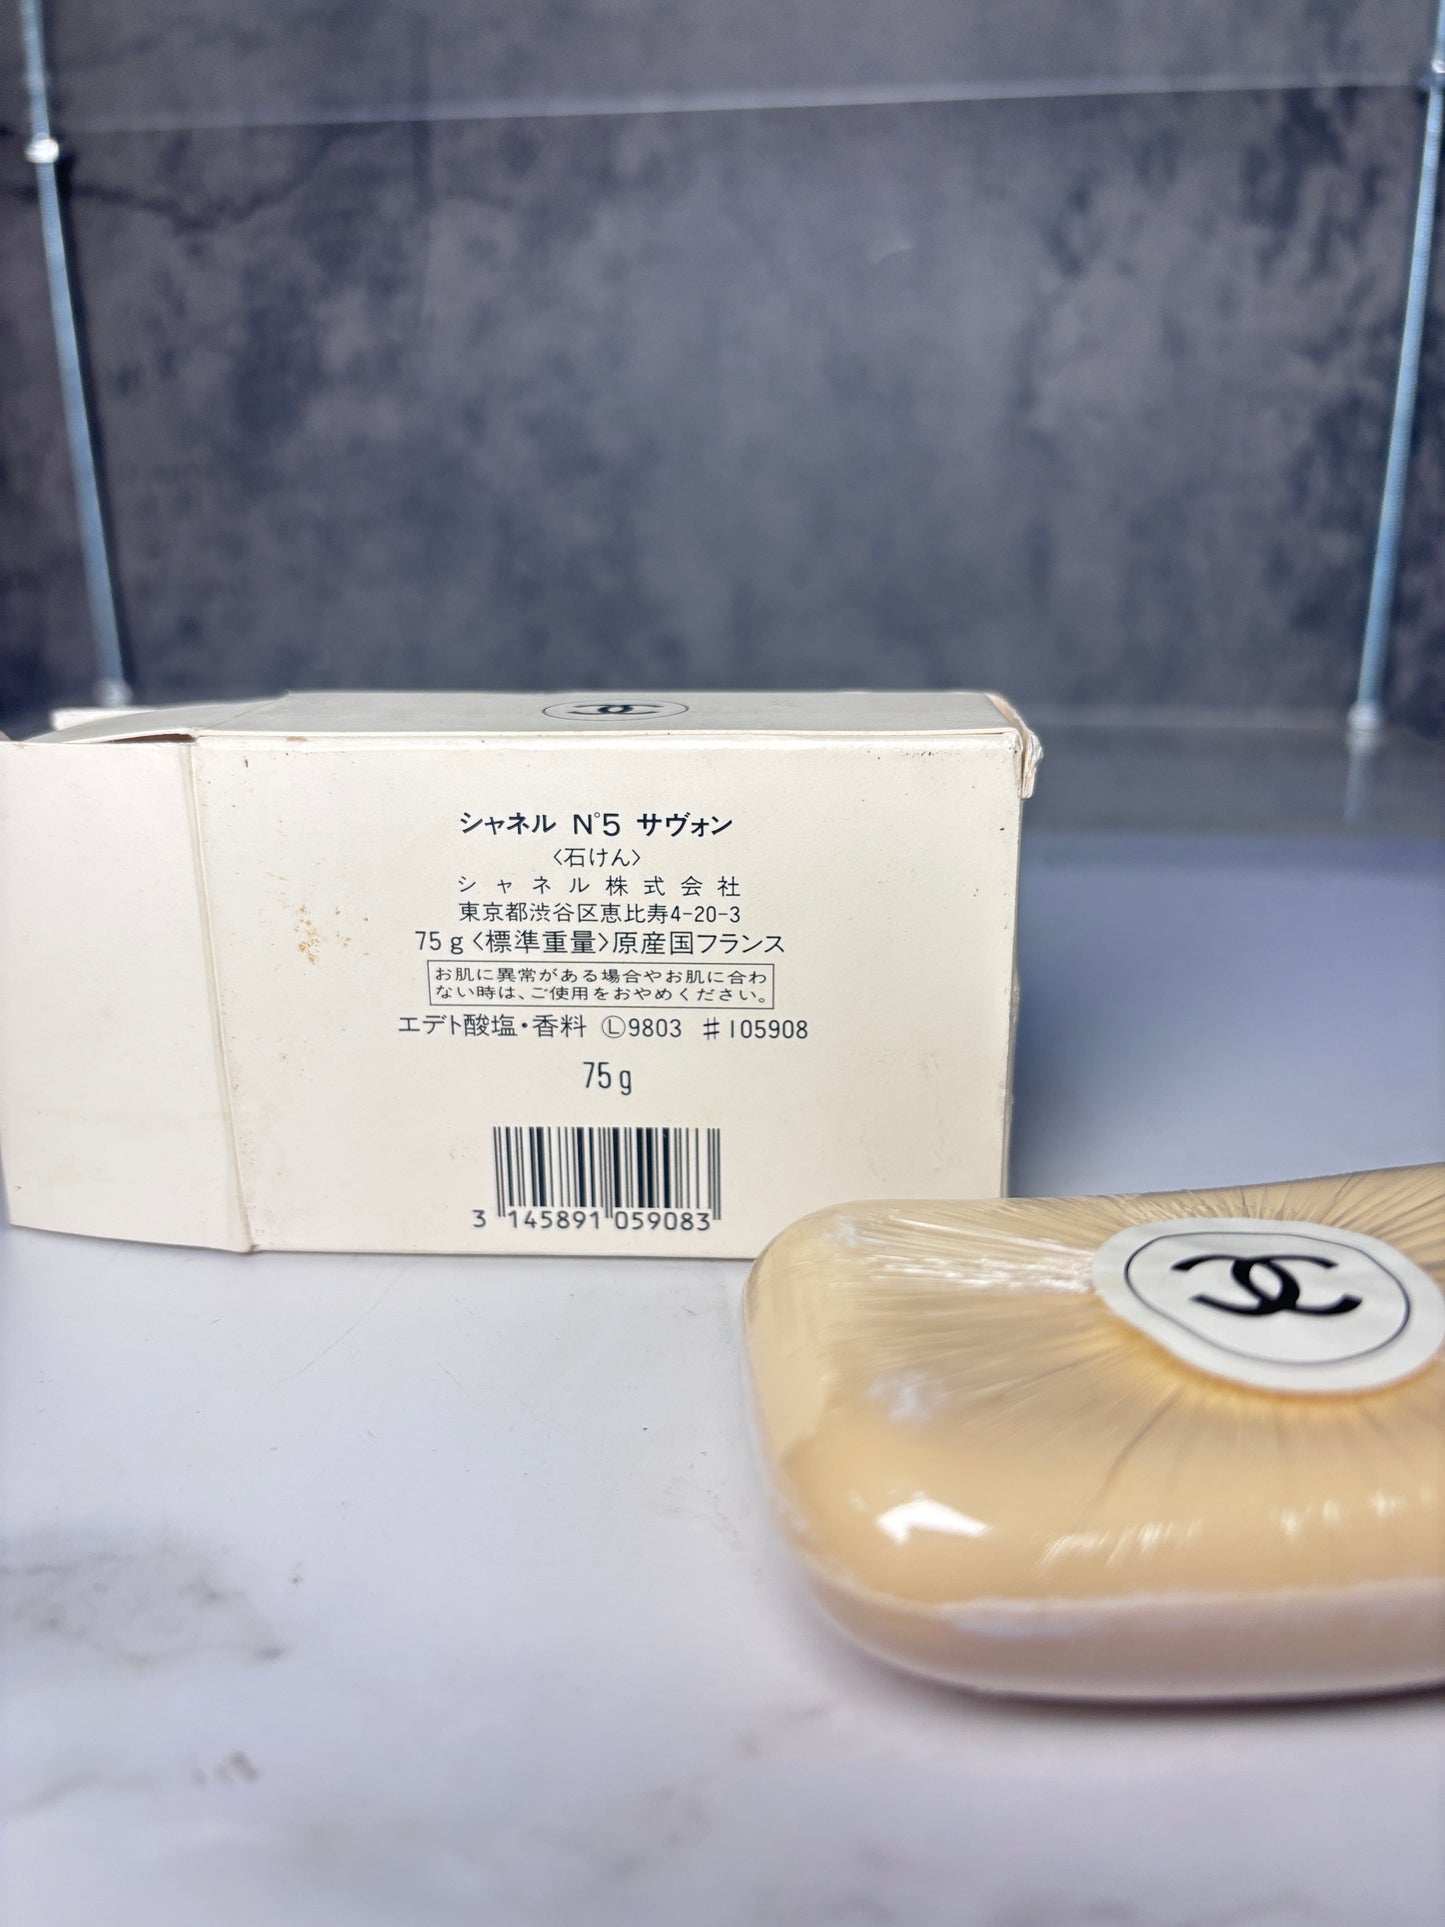 シャネル N°5 サヴォン
〈石けん〉
シャネル株式会社
東京都渋谷区恵比寿4-20-3
75g〈標準重量〉原産国フランス
お肌に異常がある場合やお肌に合わ
ない時は、ご使用をおやめください。
エデト酸塩・香料 Ⓛ9803 #105908
75g
3 145891 059083